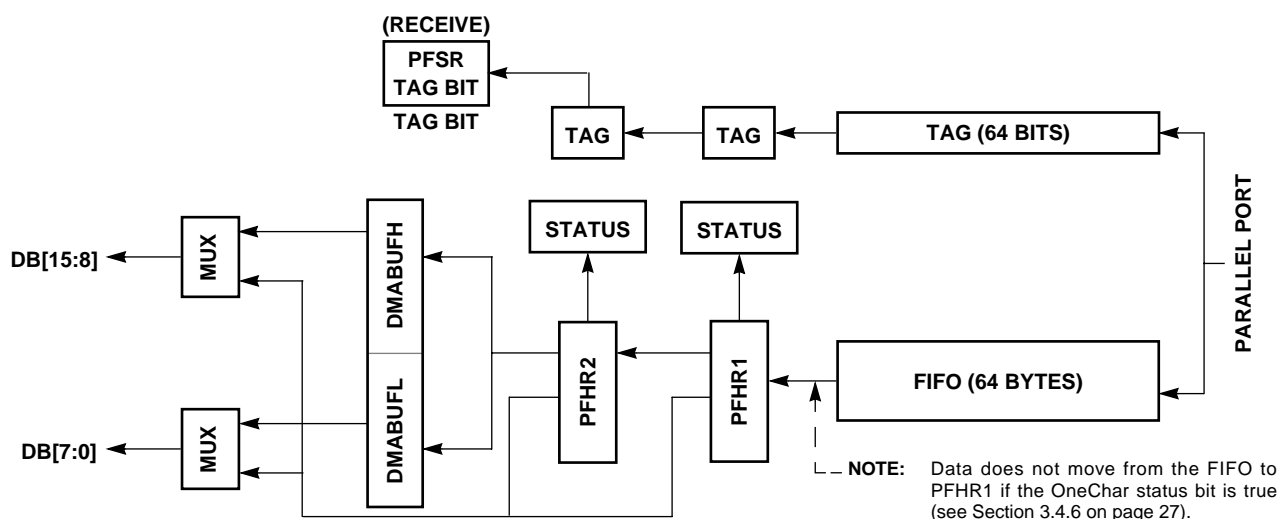 (RECEIVE)
PFSR
TAG BIT
TAG BIT
TAG
TAG
TAG (64 BITS)
PARALLEL PORT
STATUS
STATUS
DB[15:8]
MUX
DMABUFH
DMABUFL
PFHR2
PFHR1
FIFO (64 BYTES)
DB[7:0]
MUX
NOTE: Data does not move from the FIFO to
PFHR1 if the OneChar status bit is true
(see Section 3.4.6 on page 27).